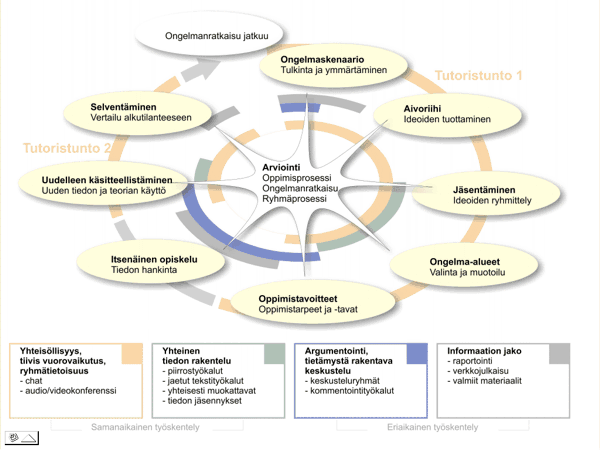 Ongelmanratkaisu jatkuu
Ongelmaskenaario
Tulkinta ja ymmärtäminen
Tutoristunto 1
Aivoriihi
Ideoiden tuottaminen
Selventäminen
Vertailu alkutilanteeseen
Tutoristunto 2
Arviointi
Oppimisprosessi
Ongelmanratkaisu
Ryhmäprosessi
Uudelleen käsitteellistäminen
Uuden tiedon ja teorian käyttö
Jäsentäminen
Ideoiden ryhmittely
Itsenäinen opiskelu
Tiedon hankinta
Ongelma-alueet
Valinta ja muotoilu
Oppimistavoitteet
Oppimistarpeet ja -tavat
Yhteisöllisyys,
tiivis vuorovaikutus,
ryhmätietoisuus
- chat
- audio/videokonferenssi
Yhteinen
tiedon rakentelu
- piirrostyökalut
- jaetut tekstityökalut
- yhteisesti muokattavat
- tiedon jäsennykset
Argumentointi,
tietämystä rakentava
keskustelu
- keskusteluryhmät
- kommentointityökalut
Informaation jako
- raportointi
- verkkojulkaisu
- valmiit materiaalit
Samanaikainen työskentely
Eriaikainen työskentely